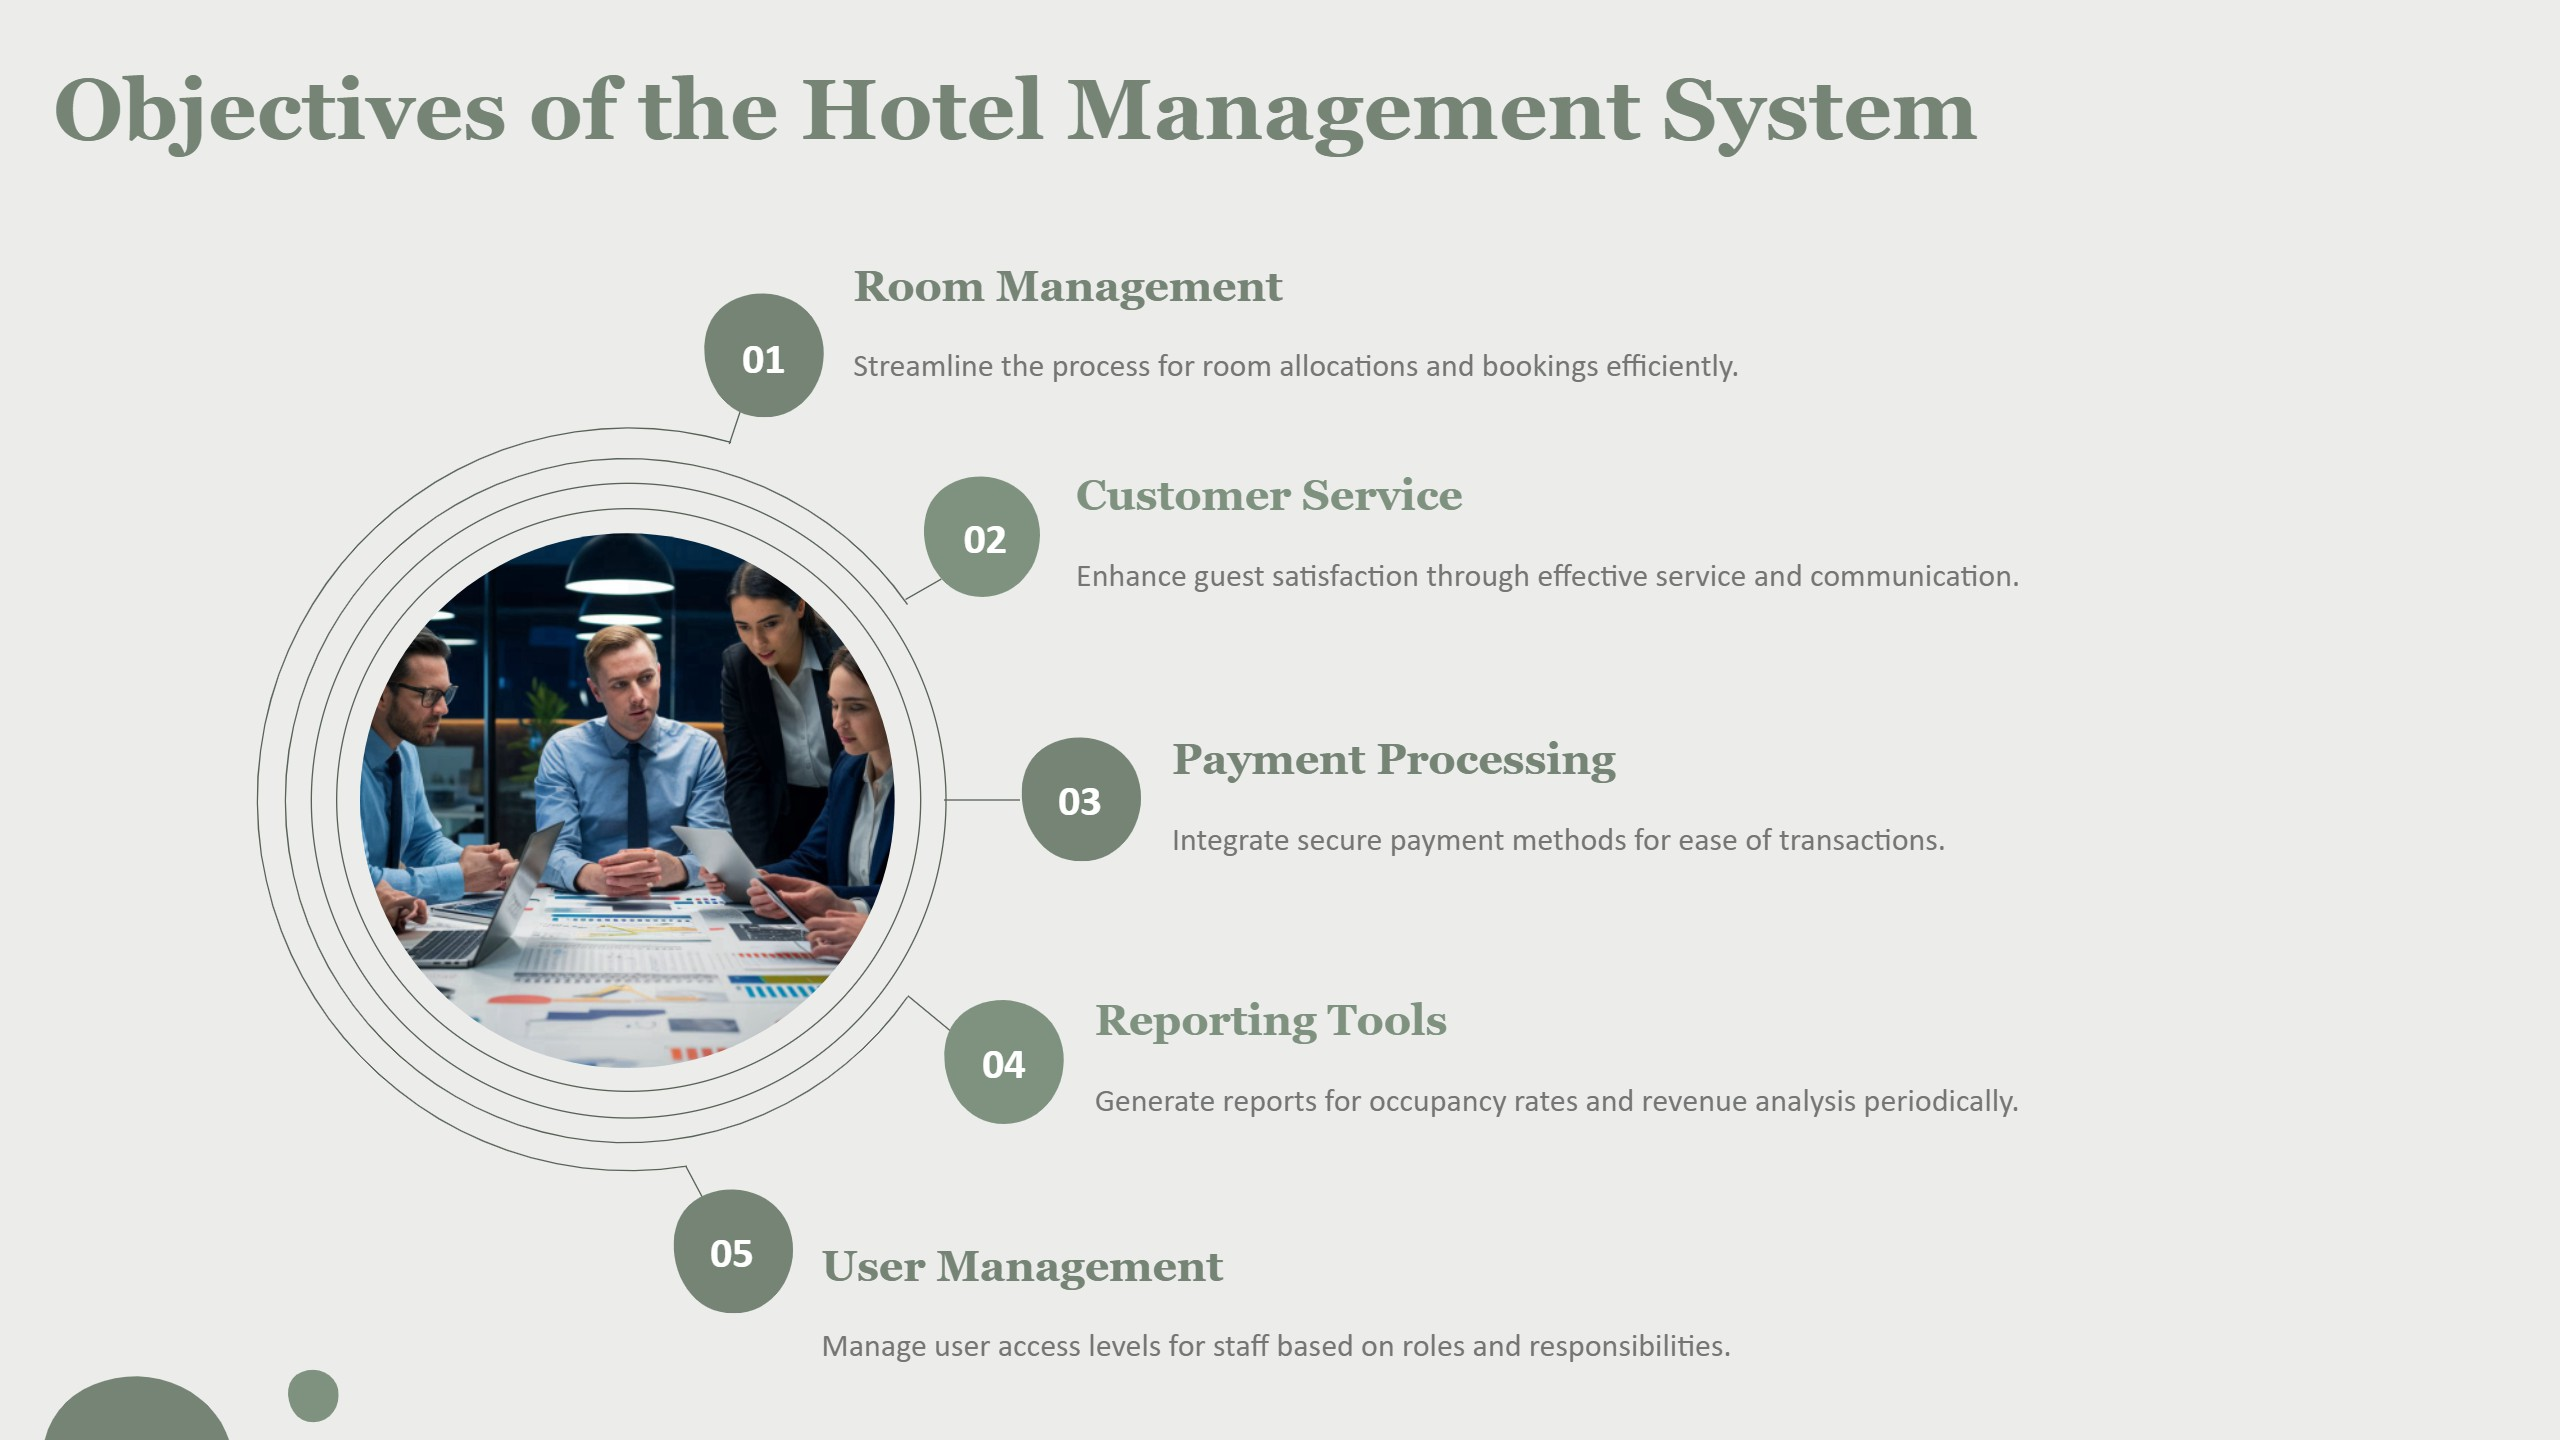 Objectives of the Hotel Management System
01
Room Management
Streamline the process for room allocations and bookings efficiently.
02
Customer Service
Enhance guest satisfaction through effective service and communication.
03
Payment Processing
Integrate secure payment methods for ease of transactions.
04
Reporting Tools
Generate reports for occupancy rates and revenue analysis periodically.
05
User Management
Manage user access levels for staff based on roles and responsibilities.